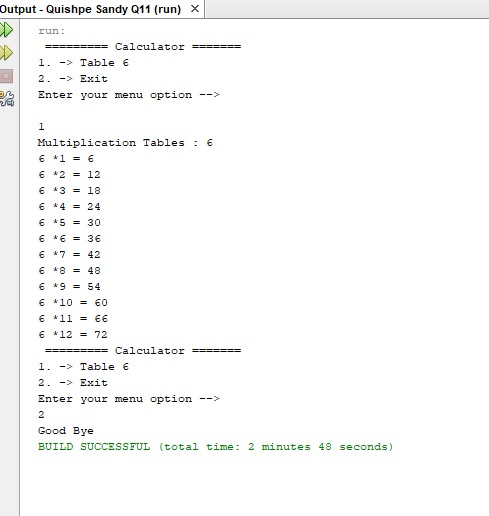 Output - Quishpe Sandy Q11 (run) ×
run:
========= Calculator =======
1. -> Table 6
2. -> Exit
Enter your menu option -->
1
Multiplication Tables : 6
6 *1 = 6
6 *2 = 12
6 *3 = 18
6 *4 = 24
6 *5 = 30
6 *6 = 36
6 *7 = 42
6 *8 = 48
6 *9 = 54
6 *10 = 60
6 *11 = 66
6 *12 = 72
========= Calculator =======
1. -> Table 6
2. -> Exit
Enter your menu option -->
2
Good Bye
BUILD SUCCESSFUL (total time: 2 minutes 48 seconds)